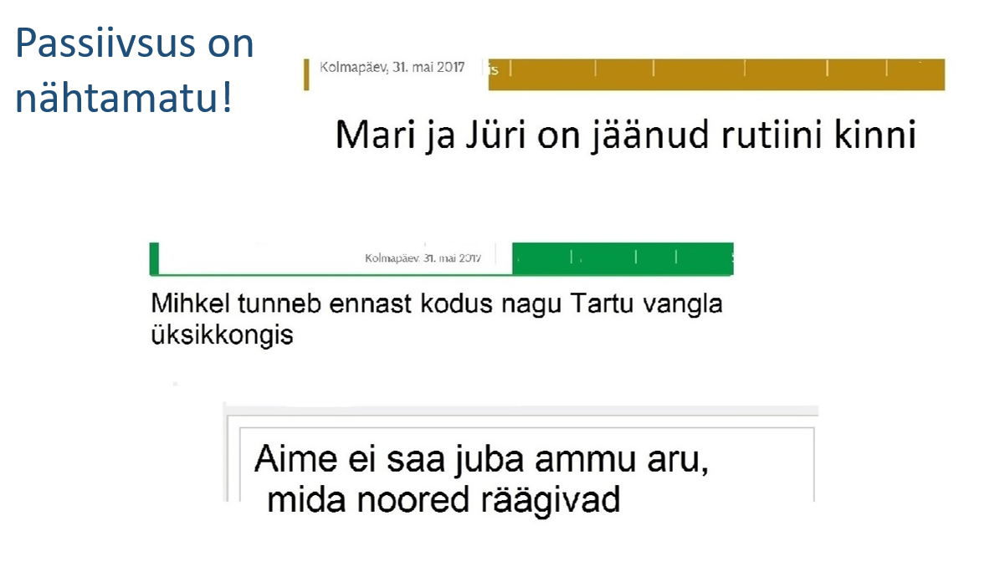 Passiivsus on
nähtamatu!
Kolmapäev, 31. mai 2017
is
Mari ja Jüri on jäänud rutiini kinni
Kolmapäev, 31. mai 2017
Mihkel tunneb ennast kodus nagu Tartu vangla
üksikkongis
Aime ei saa juba ammu aru,
mida noored räägivad